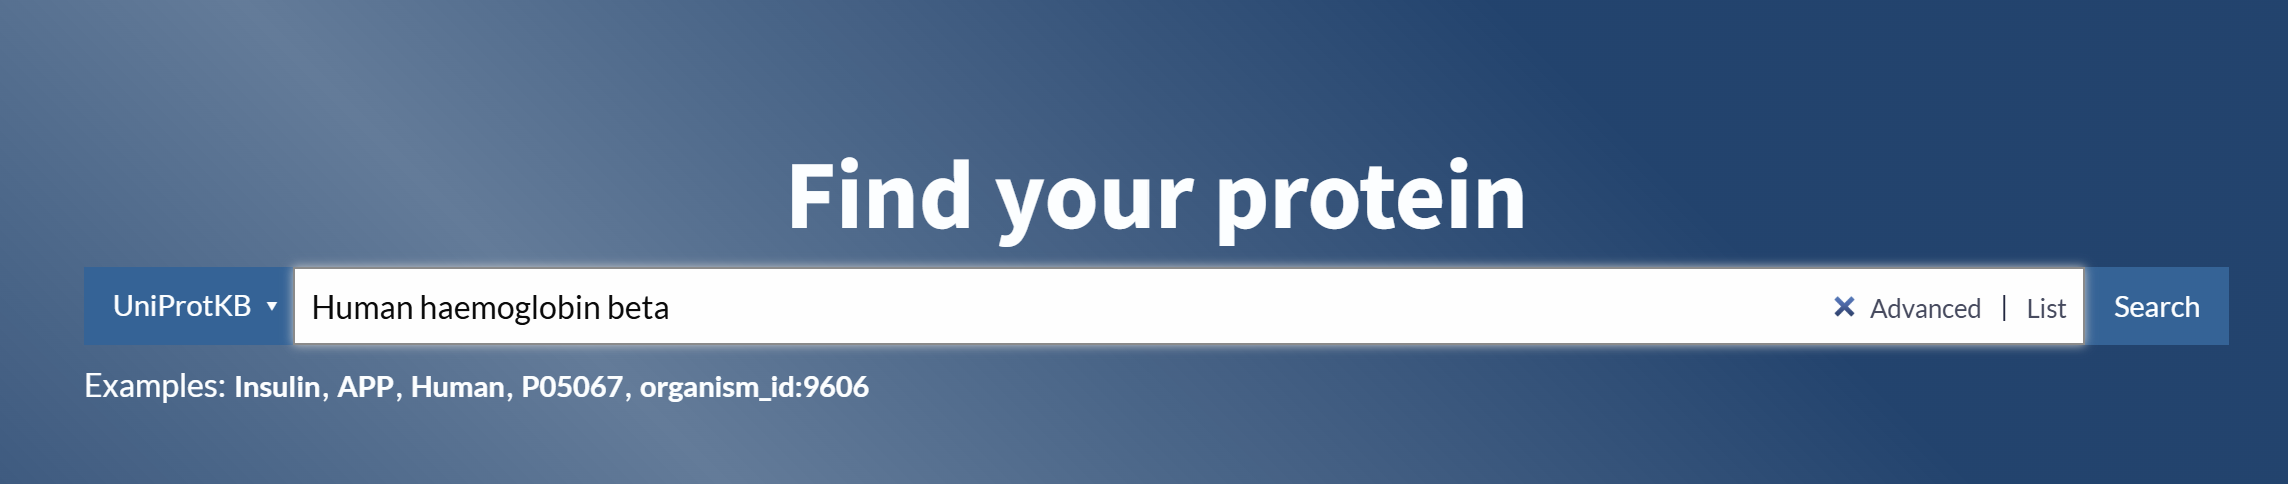 Find your protein
UniProtKB ▼ Human haemoglobin beta × Advanced | List Search
Examples: Insulin, APP, Human, P05067, organism_id:9606